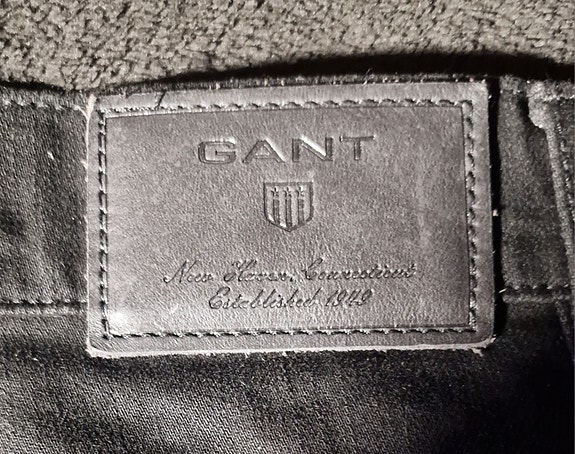 GANT
New Haven, Connecticut
Established 1949